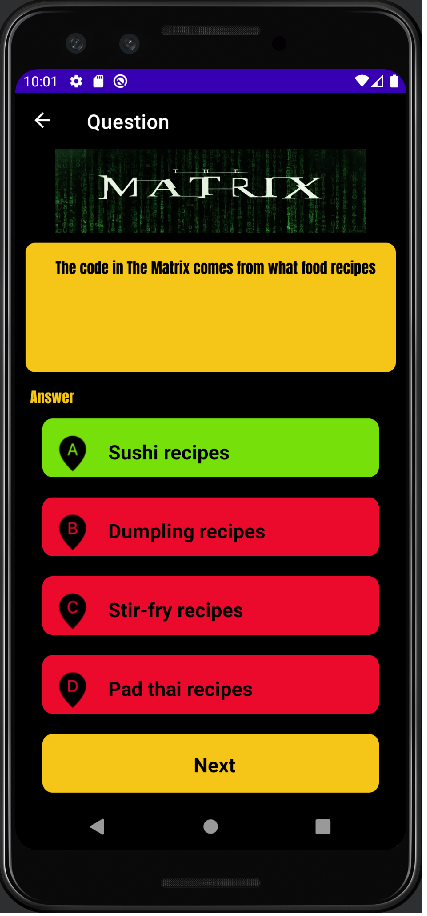 10:01
Question
THE
MATRIX
The code in The Matrix comes from what food recipes
Answer
A Sushi recipes
B Dumpling recipes
C Stir-fry recipes
D Pad thai recipes
Next